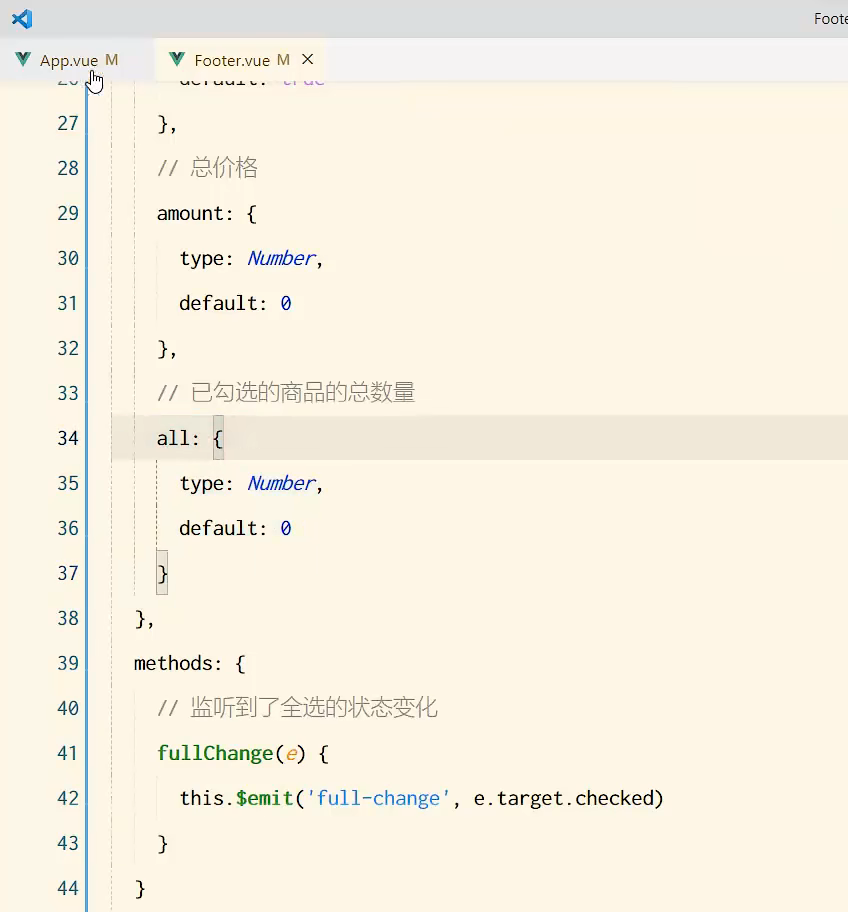 Foote
App.vue M
Footer.vue M
26 default: true
27 },
28 // 总价格
29 amount: {
30 type: Number,
31 default: 0
32 },
33 // 已勾选的商品的总数量
34 all: {
35 type: Number,
36 default: 0
37 }
38 },
39 methods: {
40 // 监听到了全选的状态变化
41 fullChange(e) {
42 this.$emit('full-change', e.target.checked)
43 }
44 }